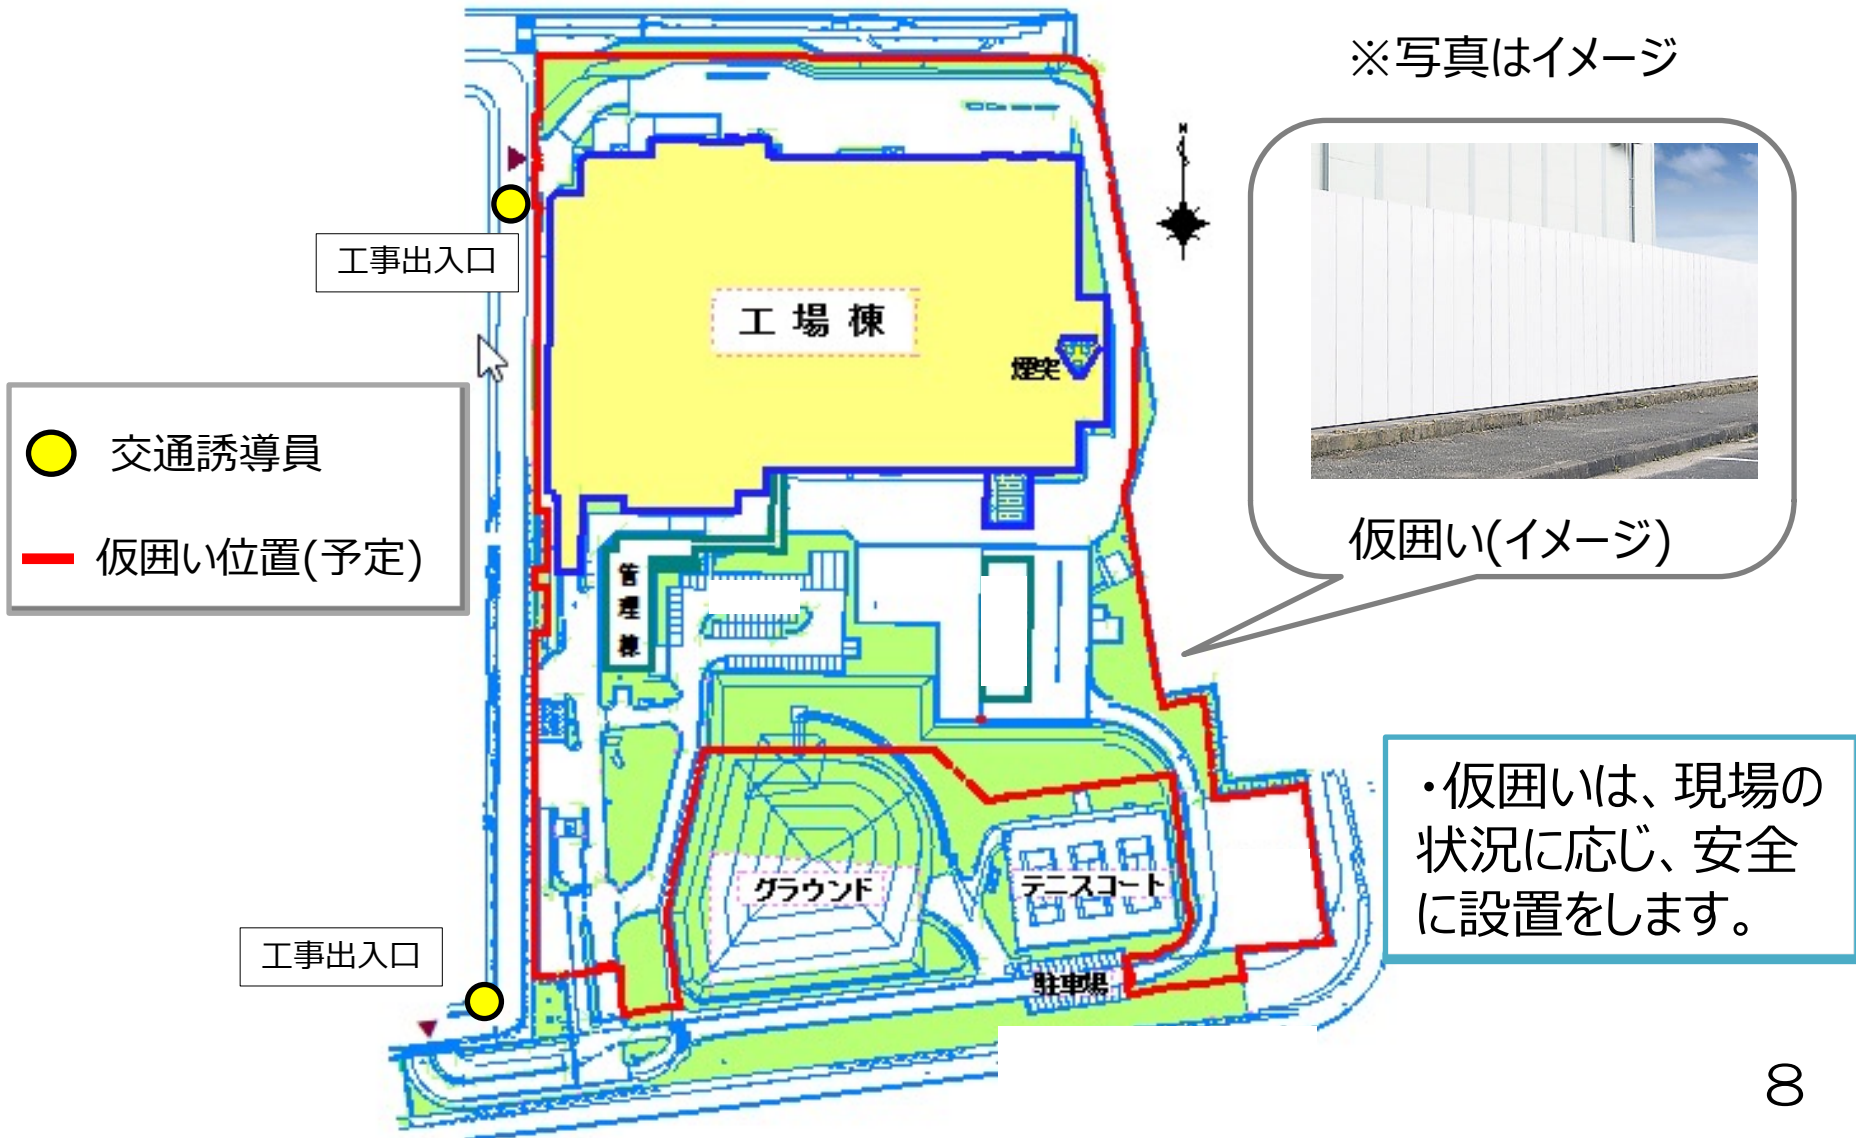 ※写真はイメージ
N
工事出入口
工場棟
煙突
交通誘導員
仮囲い位置(予定)
仮囲い(イメージ)
管理棟
・仮囲いは、現場の
状況に応じ、安全
に設置をします。
グラウンド
テニスコート
工事出入口
駐車場
8